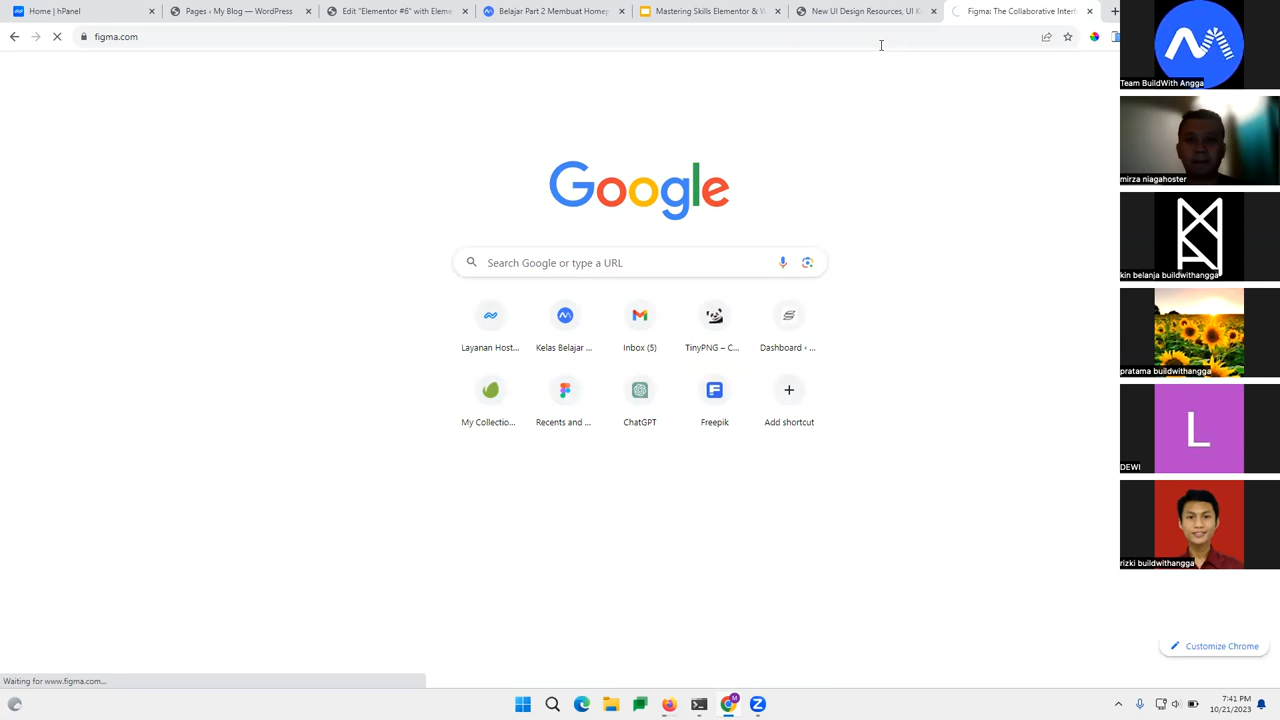 Home | hPanel
Pages ‹ My Blog — WordPress
Edit "Elementor #6" with Eleme
Belajar Part 2 Membuat Home
Mastering Skills Elementor & W
New UI Design Resources, UI K
Figma: The Collaborative Interf
figma.com
Google
Search Google or type a URL
Layanan Host...
Kelas Belajar ...
Inbox (5)
TinyPNG – C...
Dashboard ‹ ...
My Collectio...
Recents and ...
ChatGPT
Freepik
Add shortcut
Team BuildWith Angga
mirza niagahoster
kin belanja buildwithangga
pratama buildwithangga
L
DEWI
rizki buildwithangga
Customize Chrome
Waiting for www.figma.com...
7:41 PM
10/21/2023